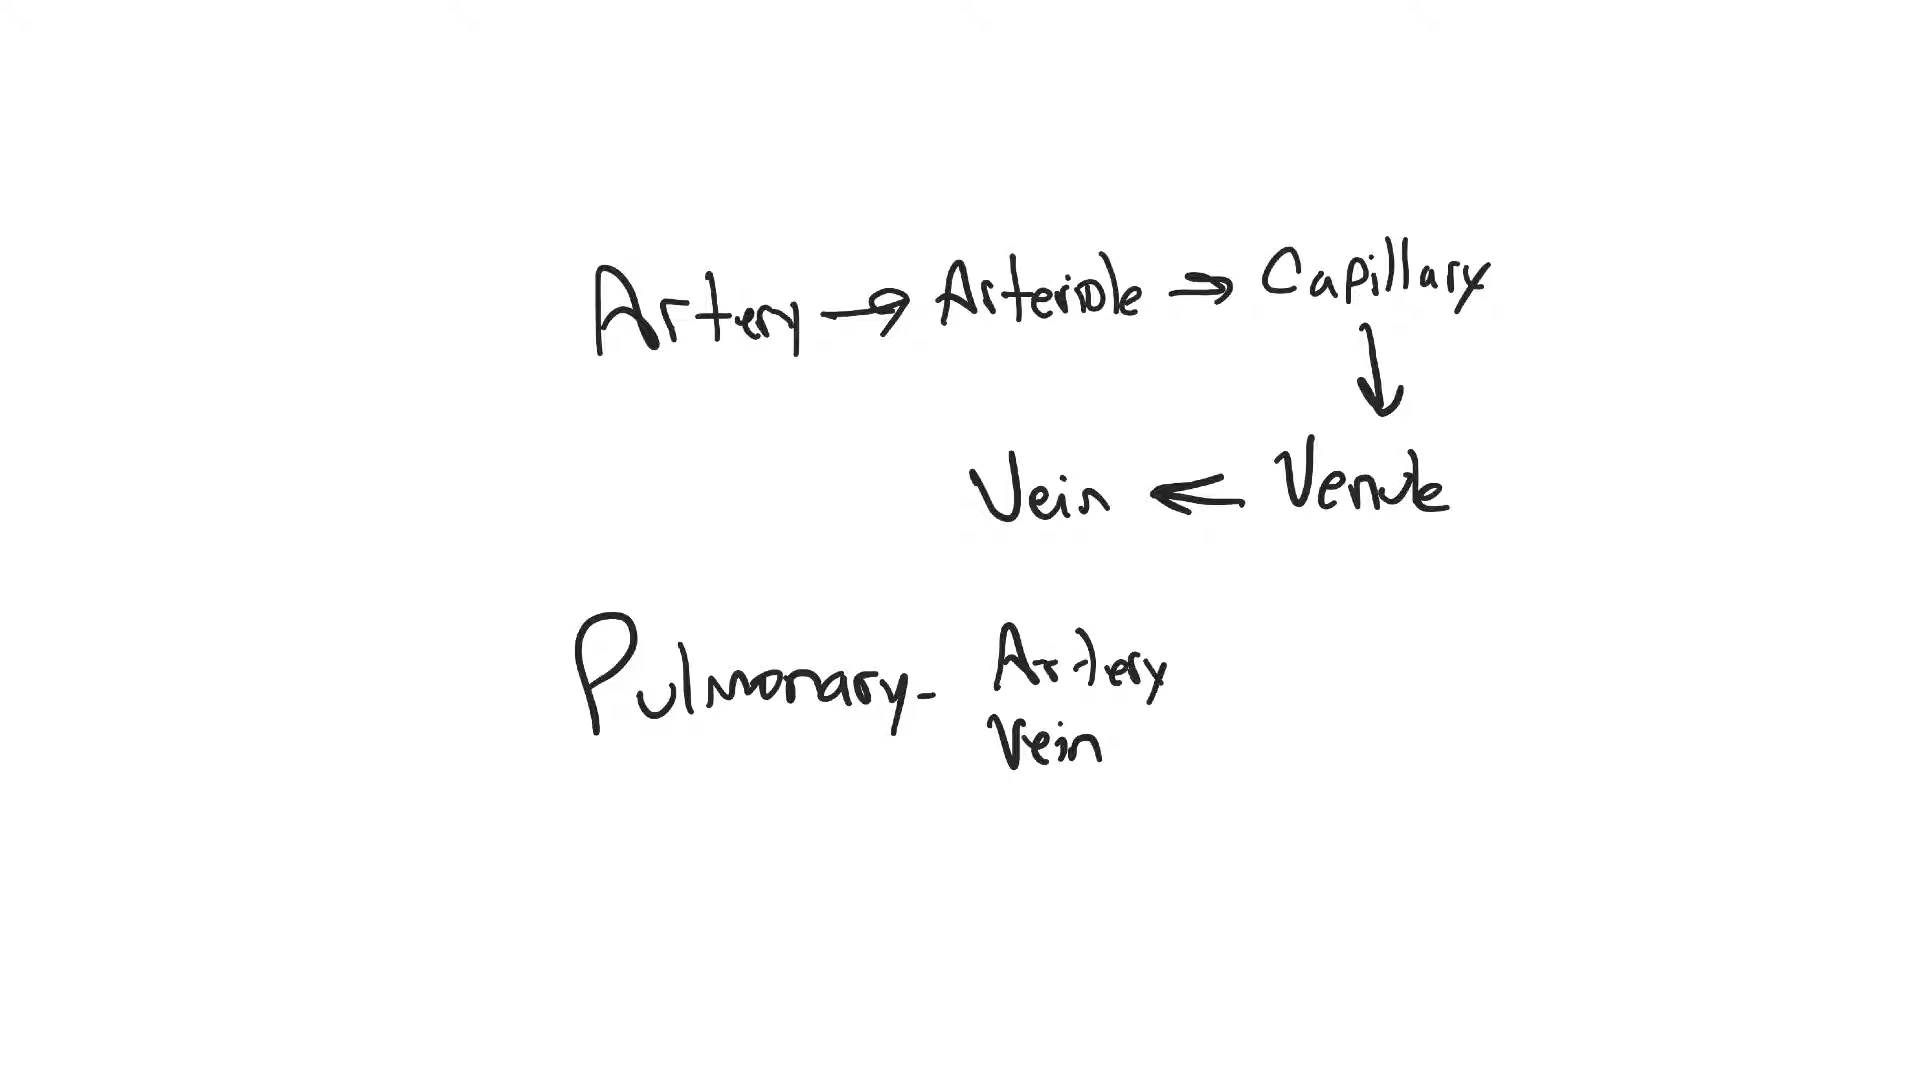 Artery → Arteriole → Capillary
↓
Vein ← Venule
Pulmonary - Artery
Vein